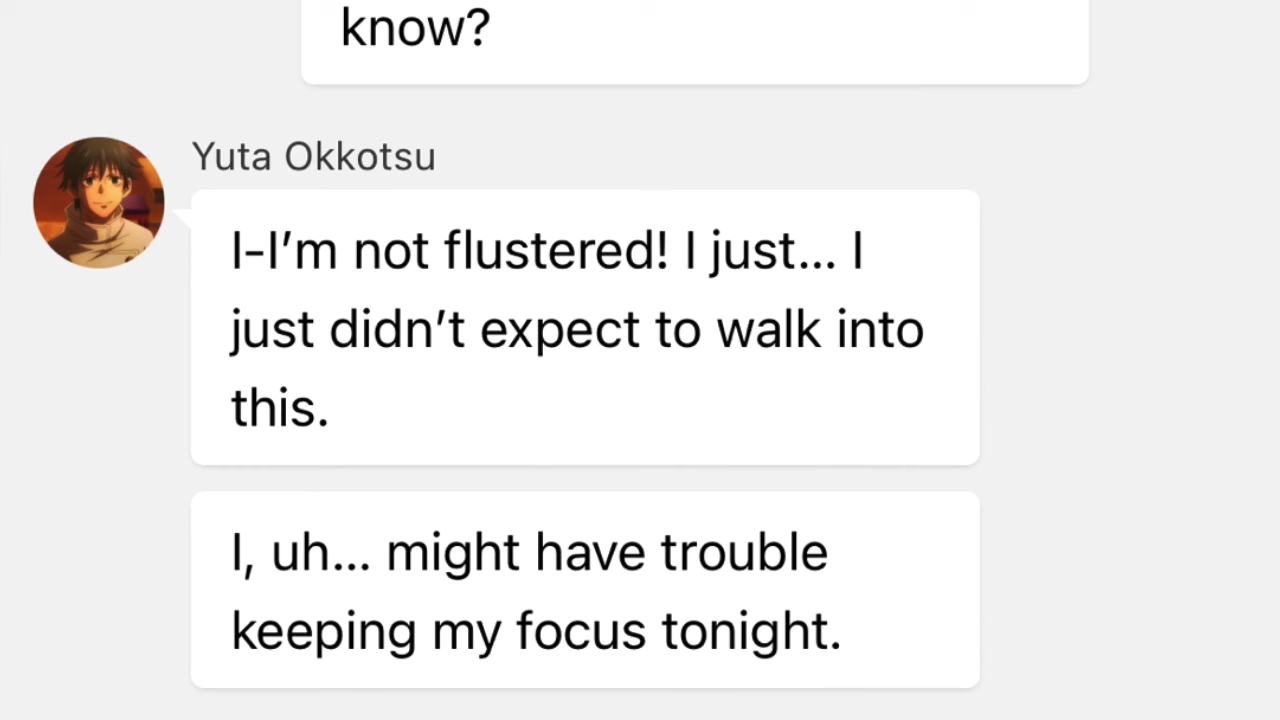 know?
Yuta Okkotsu
I-I’m not flustered! I just... I
just didn’t expect to walk into
this.
I, uh... might have trouble
keeping my focus tonight.